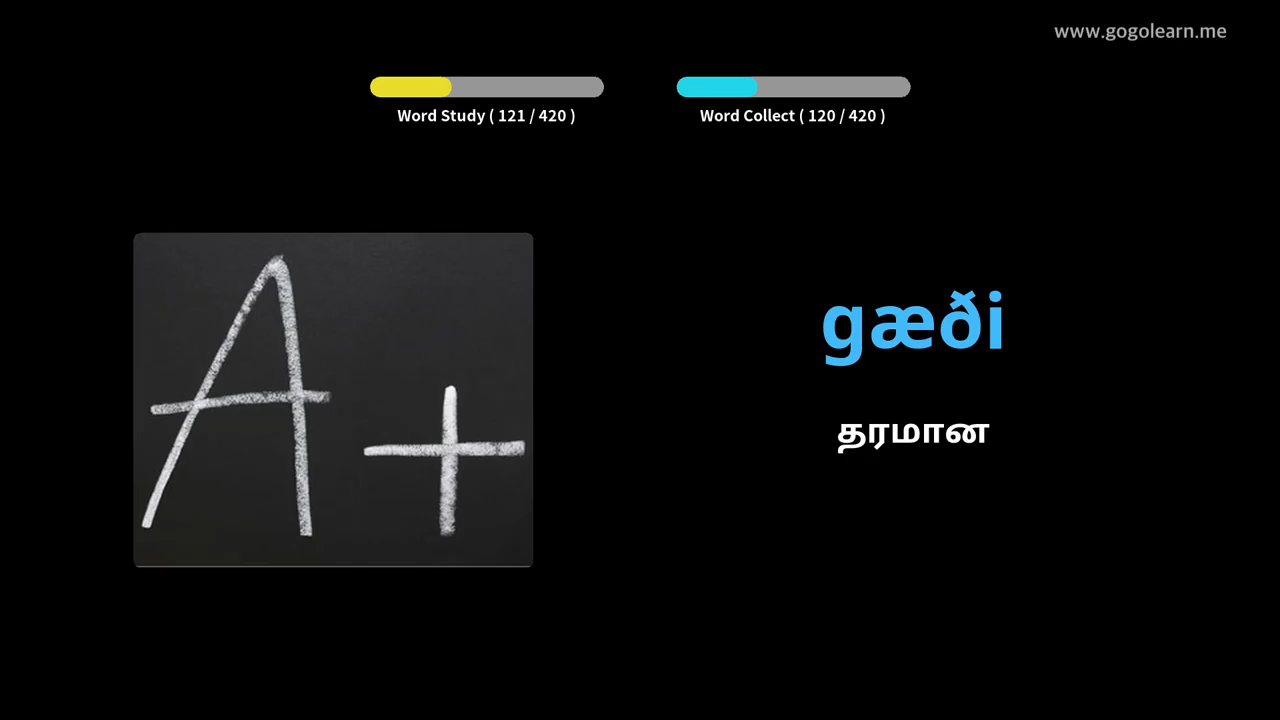 www.gogolearn.me
Word Study ( 121 / 420 )
Word Collect ( 120 / 420 )
A+
gæði
தரமான